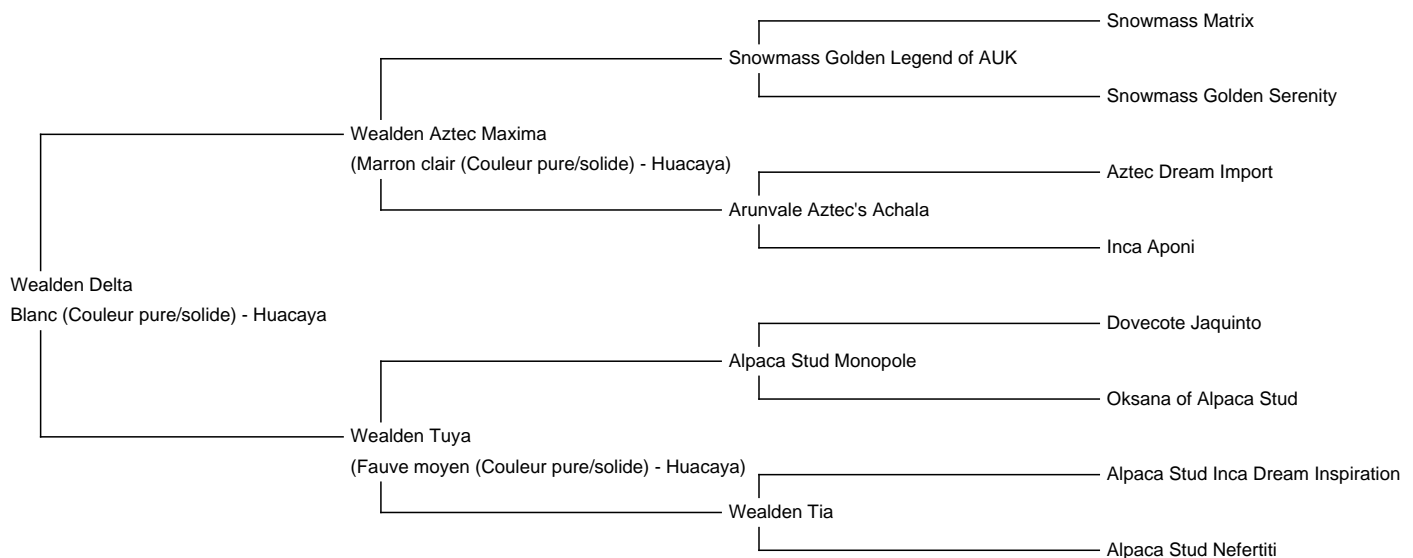 Snowmass Matrix
Snowmass Golden Legend of AUK
Snowmass Golden Serenity
Wealden Aztec Maxima
(Marron clair (Couleur pure/solide) - Huacaya)
Aztec Dream Import
Arunvale Aztec's Achala
Inca Aponi
Wealden Delta
Blanc (Couleur pure/solide) - Huacaya
Dovecote Jaquinto
Alpaca Stud Monopole
Oksana of Alpaca Stud
Wealden Tuya
(Fauve moyen (Couleur pure/solide) - Huacaya)
Alpaca Stud Inca Dream Inspiration
Wealden Tia
Alpaca Stud Nefertiti